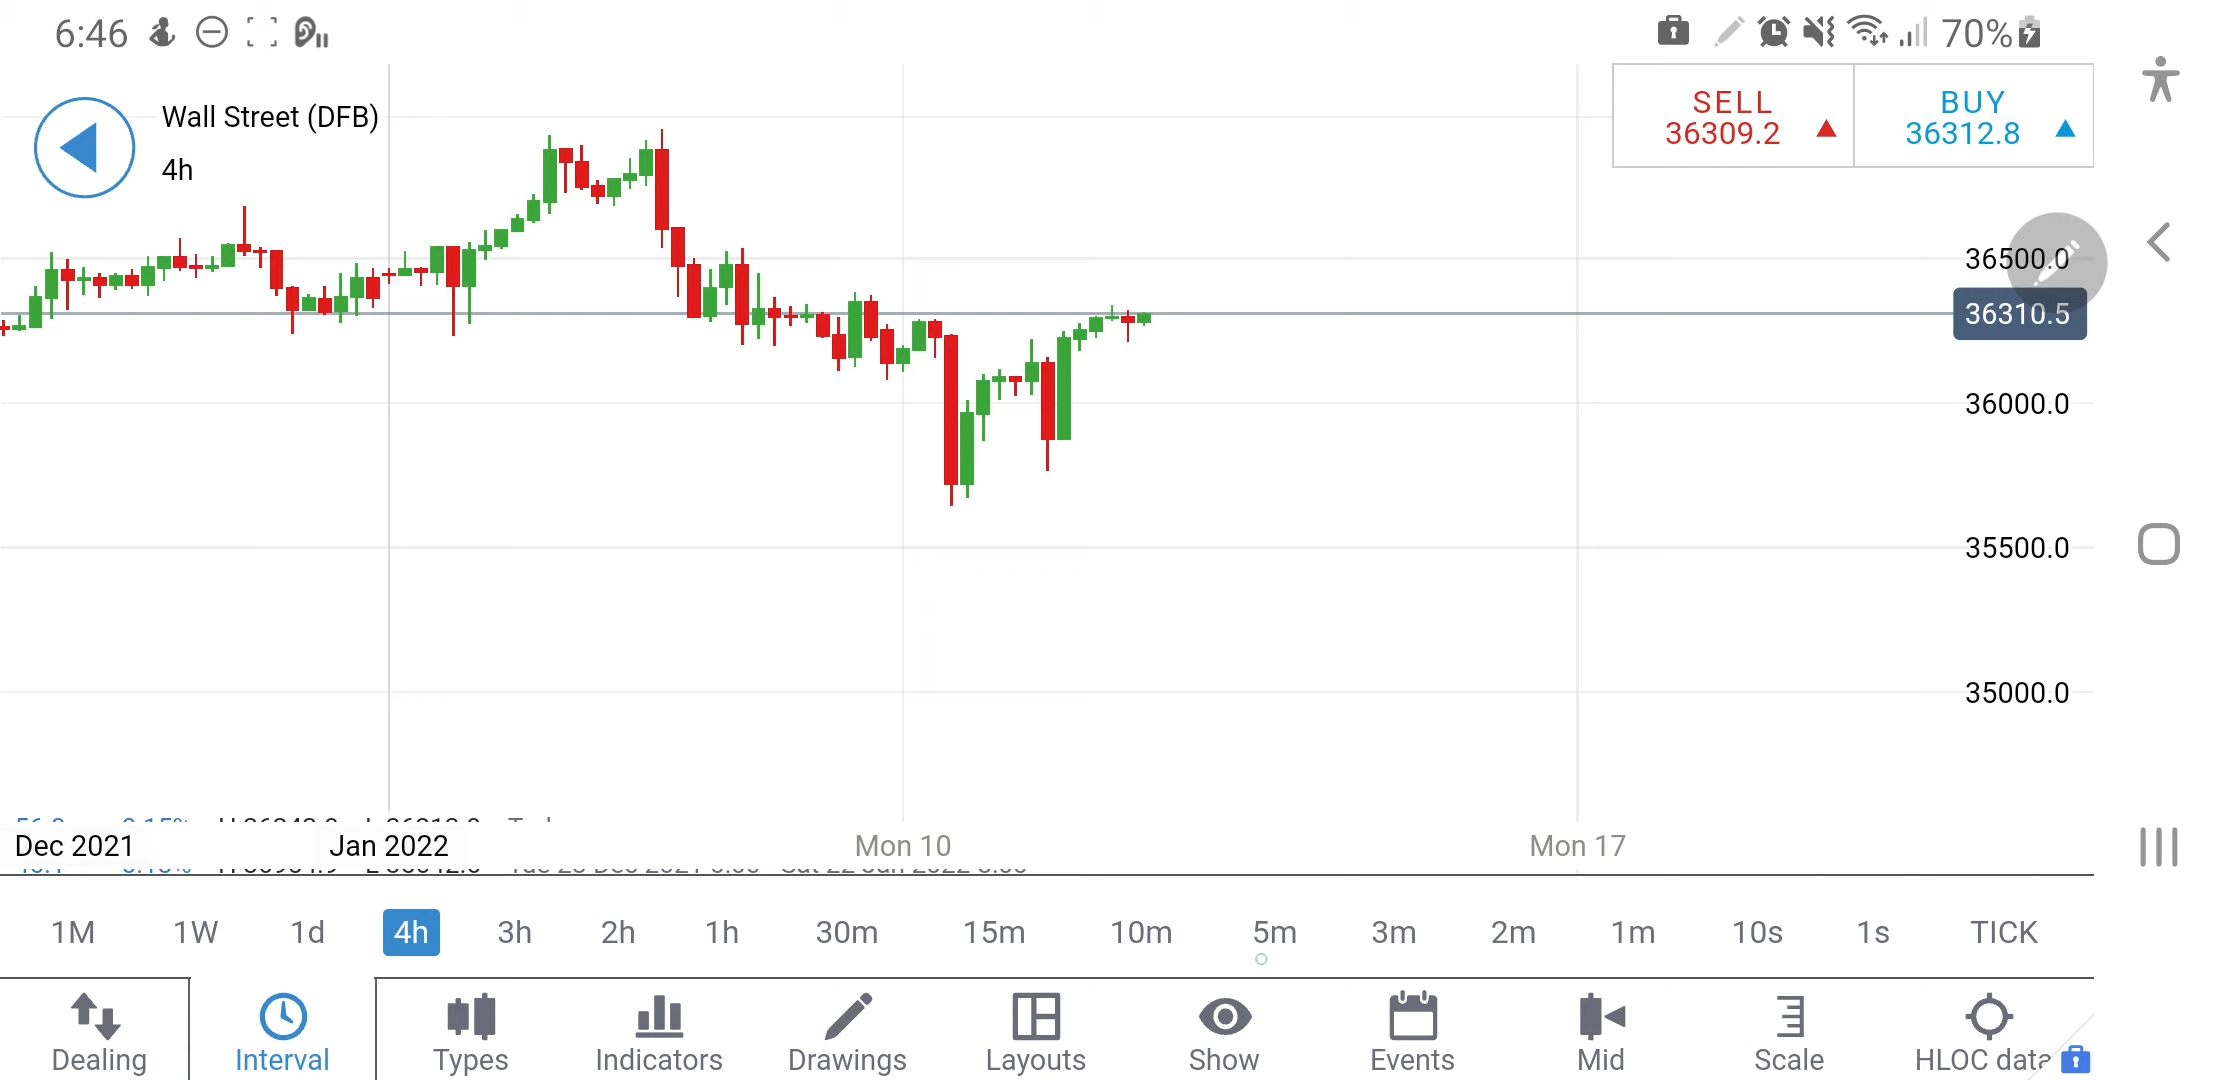 6:46
70%
Wall Street (DFB)
4h
SELL
36309.2
BUY
36312.8
36500.0
36310.5
36000.0
35500.0
35000.0
Dec 2021
Jan 2022
Mon 10
Mon 17
1M 1W 1d 4h 3h 2h 1h 30m 15m 10m 5m 3m 2m 1m 10s 1s TICK
Dealing Interval Types Indicators Drawings Layouts Show Events Mid Scale HLOC data